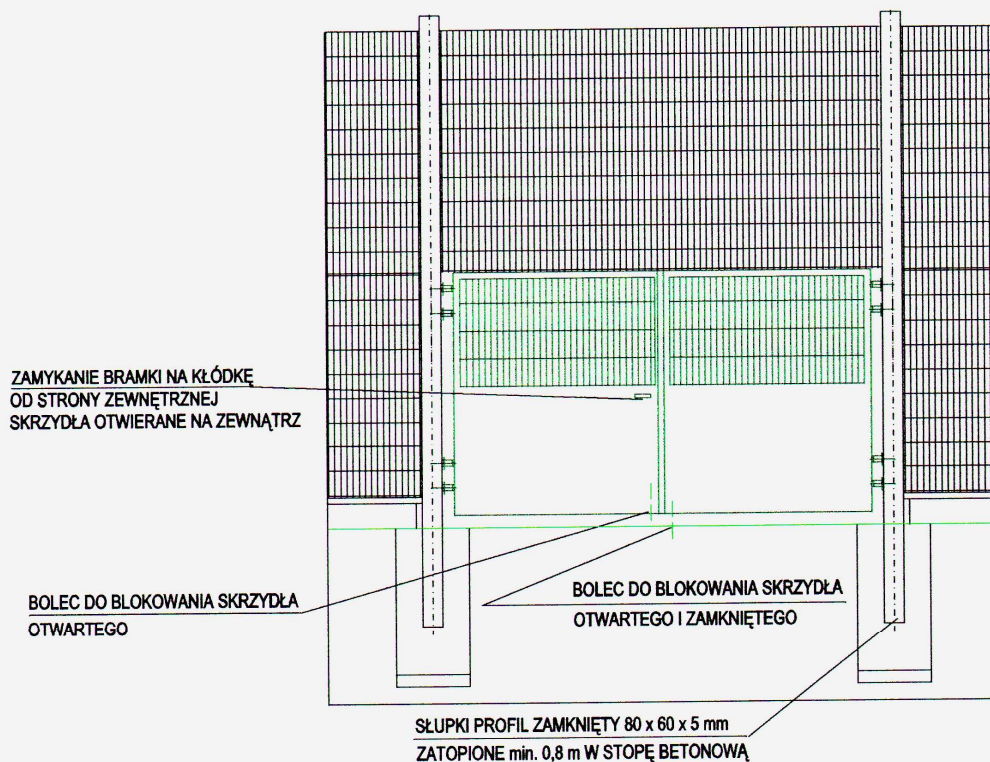 ZAMYKANIE BRAMKI NA KŁÓDKĘ
OD STRONY ZEWNĘTRZNEJ
SKRZYDŁA OTWIERANE NA ZEWNĄTRZ
BOLEC DO BLOKOWANIA SKRZYDŁA
OTWARTEGO
BOLEC DO BLOKOWANIA SKRZYDŁA
OTWARTEGO I ZAMKNIĘTEGO
SŁUPKI PROFIL ZAMKNIĘTY 80 x 60 x 5 mm
ZATOPIONE min. 0,8 m W STOPĘ BETONOWĄ